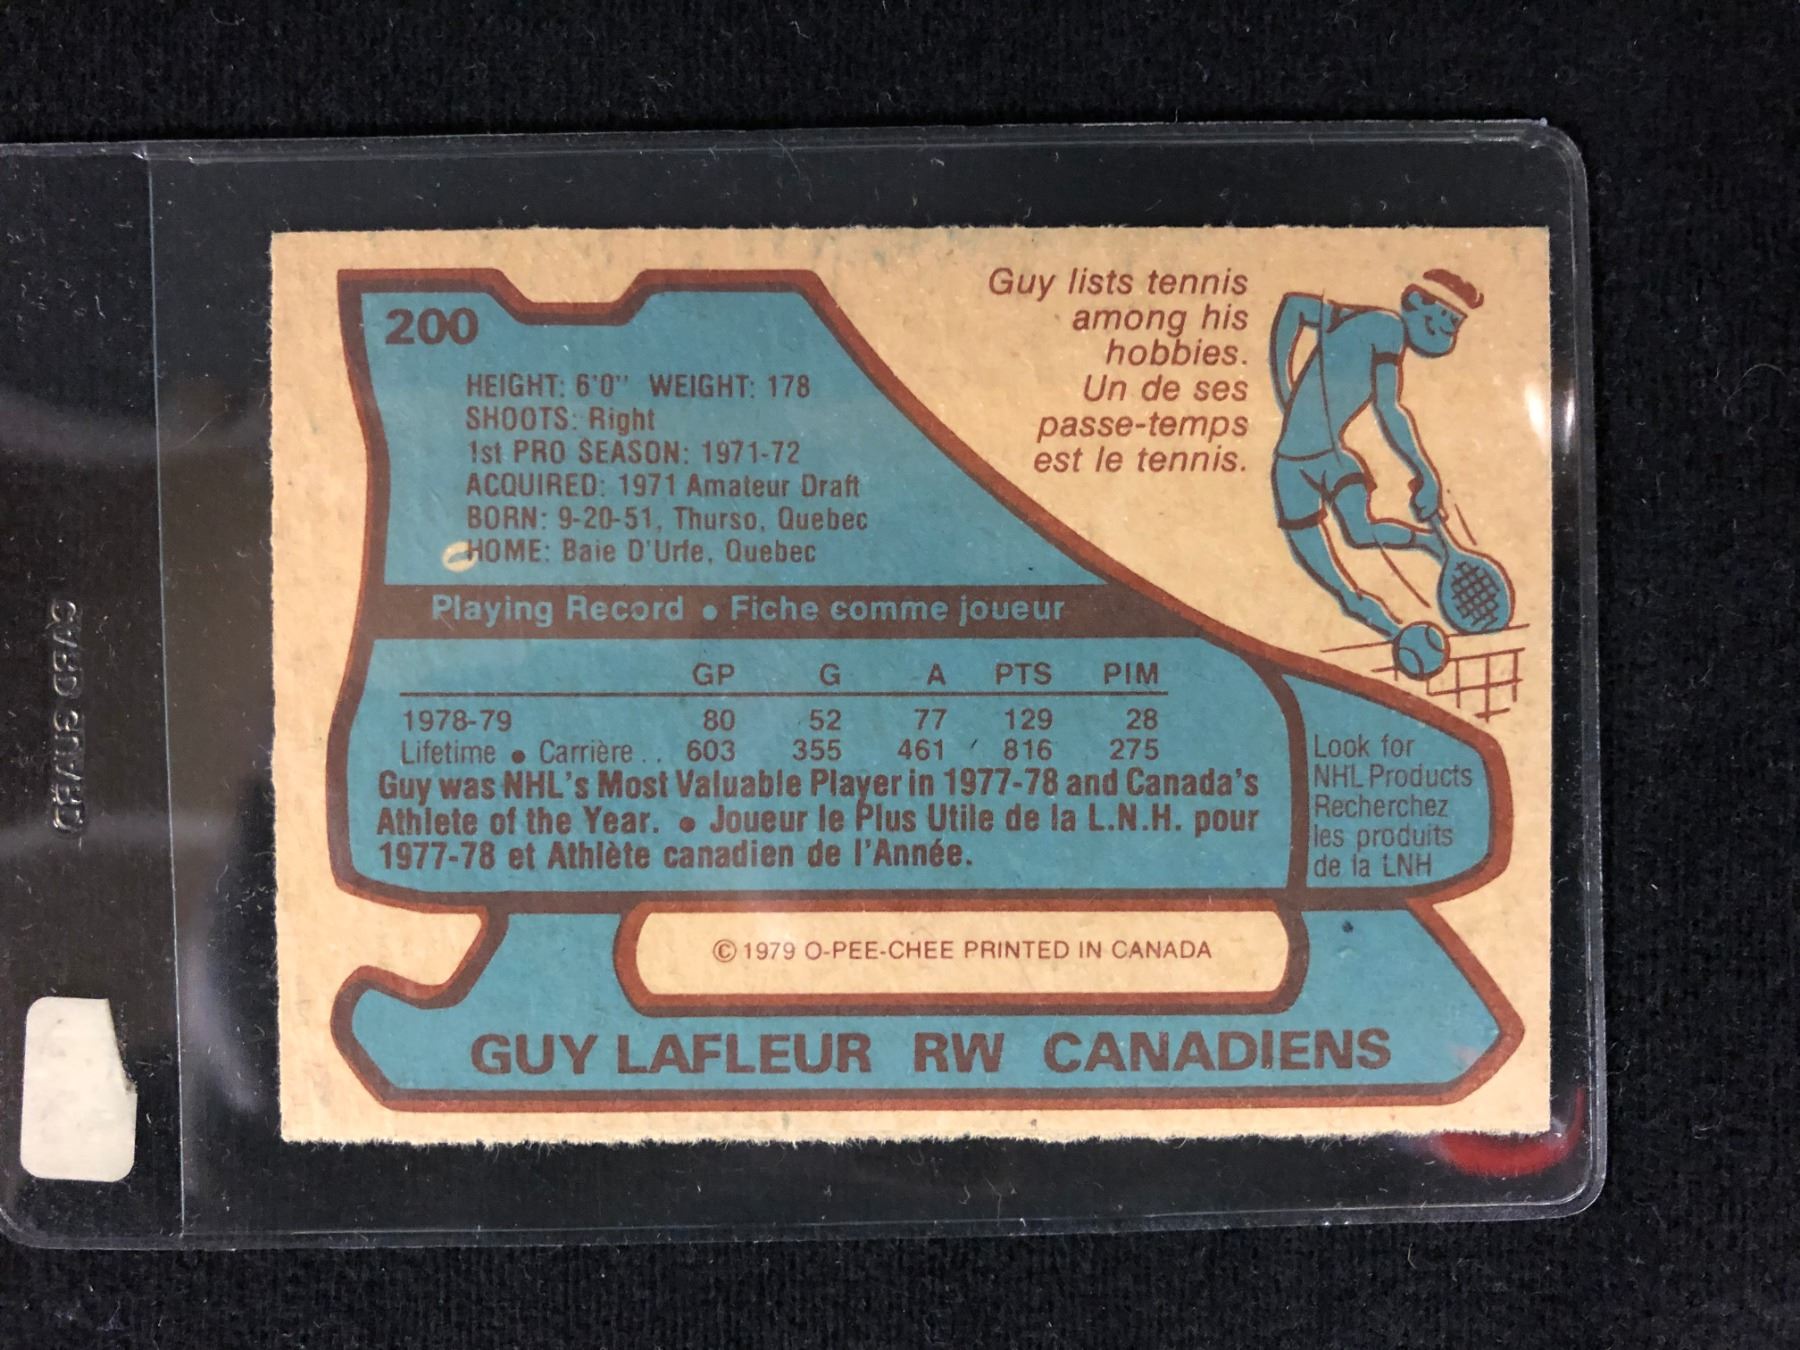 200
HEIGHT: 6'0" WEIGHT: 178
SHOOTS: Right
1st PRO SEASON: 1971-72
ACQUIRED: 1971 Amateur Draft
BORN: 9-20-51, Thurso, Quebec
HOME: Baie D'Urfe, Quebec
Guy lists tennis
among his
hobbies.
Un de ses
passe-temps
est le tennis.
Playing Record • Fiche comme joueur
GP G A PTS PIM
1978-79 80 52 77 129 28
Lifetime • Carrière .. 603 355 461 816 275
Guy was NHL's Most Valuable Player in 1977-78 and Canada's
Athlete of the Year. • Joueur le Plus Utile de la L.N.H. pour
1977-78 et Athlète canadien de l'Année.
Look for
NHL Products
Recherchez
les produits
de la LNH
© 1979 O-PEE-CHEE PRINTED IN CANADA
GUY LAFLEUR RW CANADIENS